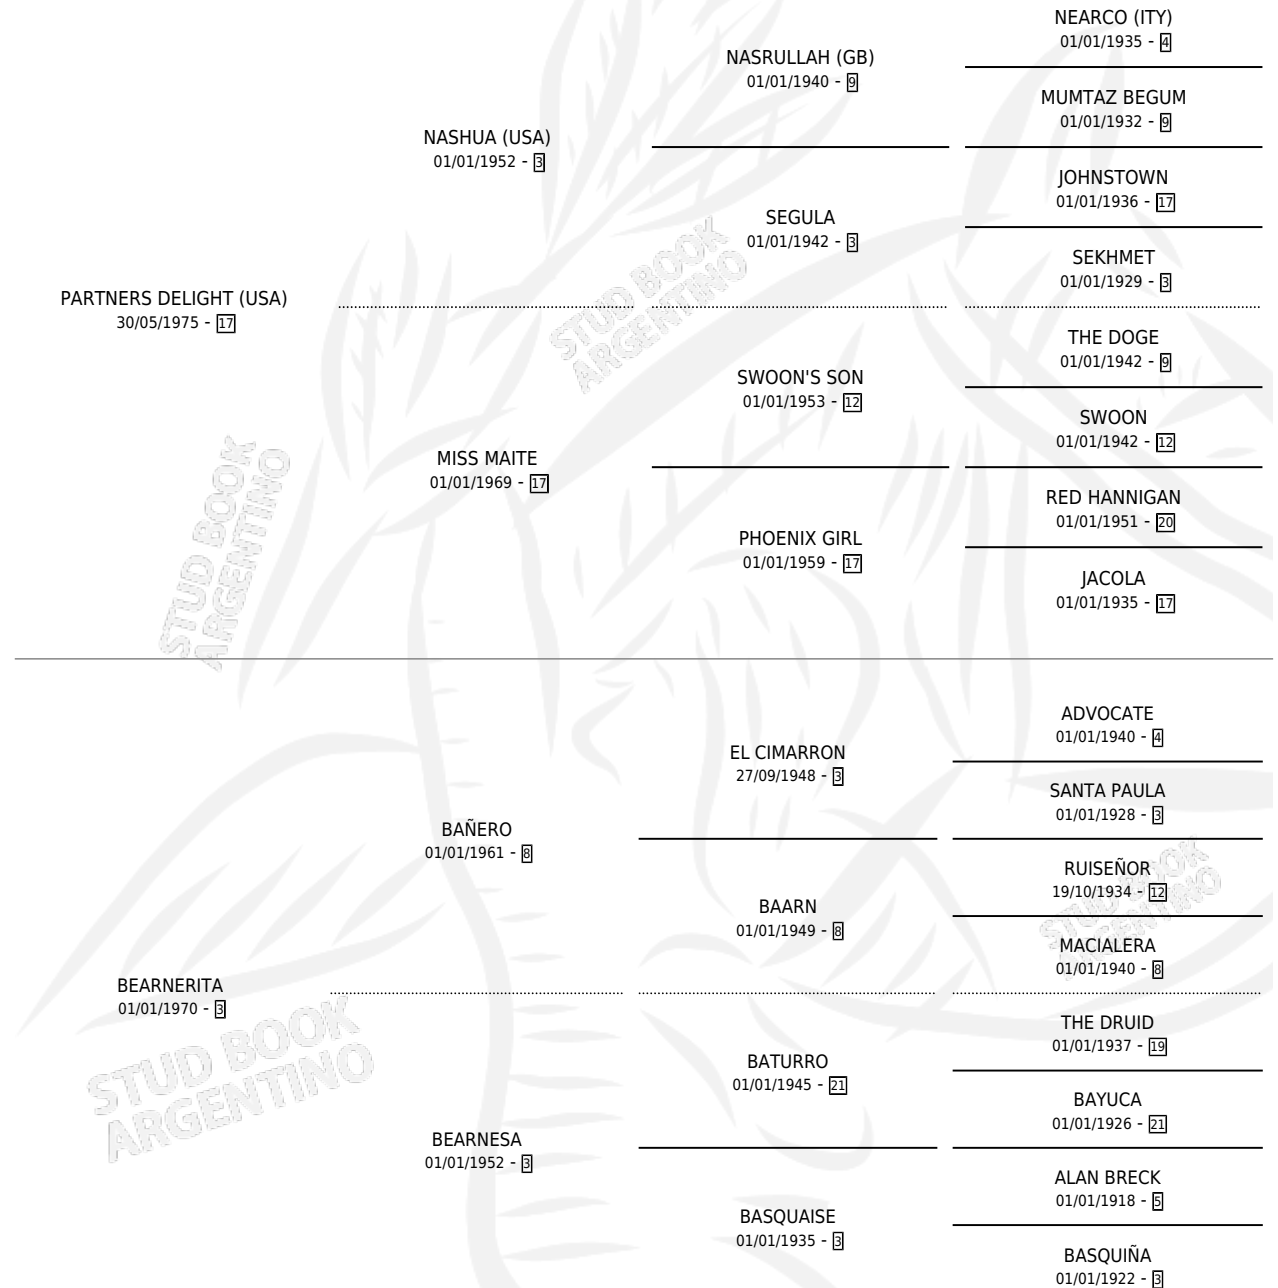 NEARCO (ITY)
01/01/1935 - 4
NASRULLAH (GB)
01/01/1940 - 9
MUMTAZ BEGUM
01/01/1932 - 9
NASHUA (USA)
01/01/1952 - 3
JOHNSTOWN
01/01/1936 - 17
SEGULA
01/01/1942 - 3
SEKHMET
01/01/1929 - 3
PARTNERS DELIGHT (USA)
30/05/1975 - 17
THE DOGE
01/01/1942 - 9
SWOON'S SON
01/01/1953 - 12
SWOON
01/01/1942 - 12
MISS MAITE
01/01/1969 - 17
RED HANNIGAN
01/01/1951 - 20
PHOENIX GIRL
01/01/1959 - 17
JACOLA
01/01/1935 - 17
ADVOCATE
01/01/1940 - 4
EL CIMARRON
27/09/1948 - 3
SANTA PAULA
01/01/1928 - 3
BAÑERO
01/01/1961 - 8
RUISEÑOR
19/10/1934 - 12
BAARN
01/01/1949 - 8
MACIALERA
01/01/1940 - 8
BEARNERITA
01/01/1970 - 3
THE DRUID
01/01/1937 - 19
BATURRO
01/01/1945 - 21
BAYUCA
01/01/1926 - 21
BEARNESA
01/01/1952 - 3
ALAN BRECK
01/01/1918 - 5
BASQUAISE
01/01/1935 - 3
BASQUIÑA
01/01/1922 - 3
STUD BOOK
ARGENTINO
STUD BOOK
ARGENTINO
STUD BOOK
ARGENTINO
STUD BOOK
ARGENTINO